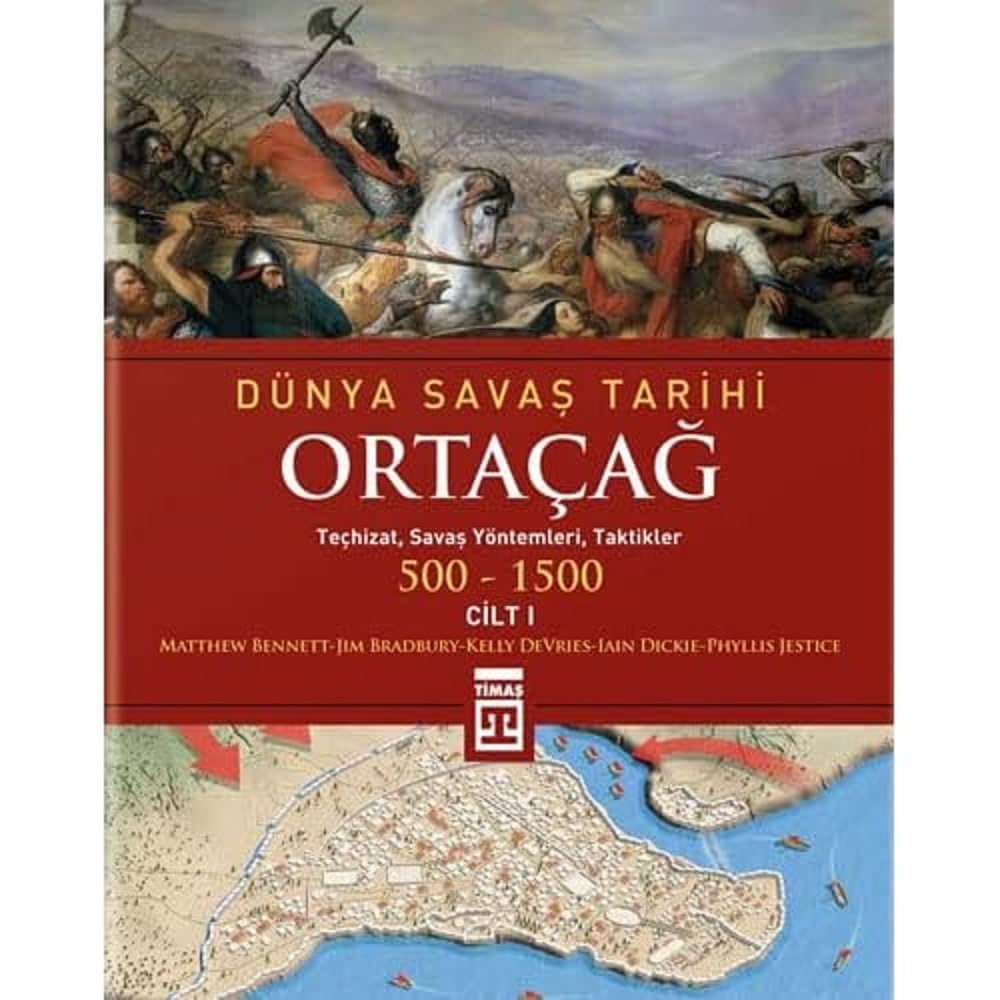 DÜNYA SAVAŞ TARİHİ
ORTAÇAĞ
Teçhizat, Savaş Yöntemleri, Taktikler
500 - 1500
CİLT I
MATTHEW BENNETT-JIM BRADBURY-KELLY DEVRIES-IAIN DICKIE-PHYLLIS JESTICE
TİMAŞ